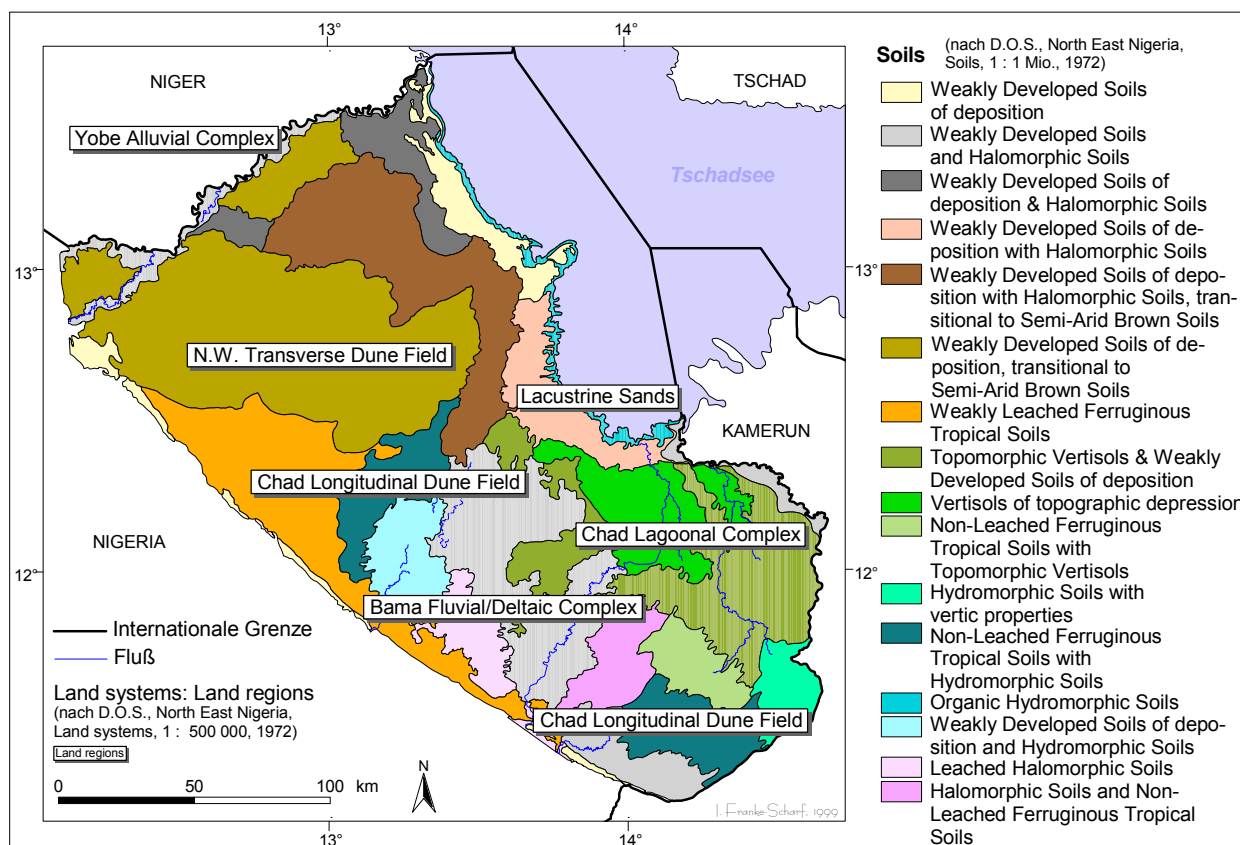 13°
14°
NIGER
TSCHAD
Yobe Alluvial Complex
Tschadsee
13°
13°
N.W. Transverse Dune Field
Lacustrine Sands
KAMERUN
Chad Longitudinal Dune Field
NIGERIA
Chad Lagoonal Complex
12°
12°
Bama Fluvial/Deltaic Complex
Chad Longitudinal Dune Field
Internationale Grenze
Fluß
Land systems: Land regions
(nach D.O.S., North East Nigeria,
Land systems, 1 : 500 000, 1972)
Land regions
0 50 100 km
N
I. Franke-Scharf, 1999
13°
14°
Soils
(nach D.O.S., North East Nigeria,
Soils, 1 : 1 Mio., 1972)
Weakly Developed Soils
of deposition
Weakly Developed Soils
and Halomorphic Soils
Weakly Developed Soils of
deposition & Halomorphic Soils
Weakly Developed Soils of de-
position with Halomorphic Soils
Weakly Developed Soils of depo-
sition with Halomorphic Soils, tran-
sitional to Semi-Arid Brown Soils
Weakly Developed Soils of de-
position, transitional to
Semi-Arid Brown Soils
Weakly Leached Ferruginous
Tropical Soils
Topomorphic Vertisols & Weakly
Developed Soils of deposition
Vertisols of topographic depression
Non-Leached Ferruginous
Tropical Soils with
Topomorphic Vertisols
Hydromorphic Soils with
vertic properties
Non-Leached Ferruginous
Tropical Soils with
Hydromorphic Soils
Organic Hydromorphic Soils
Weakly Developed Soils of depo-
sition and Hydromorphic Soils
Leached Halomorphic Soils
Halomorphic Soils and Non-
Leached Ferruginous Tropical
Soils